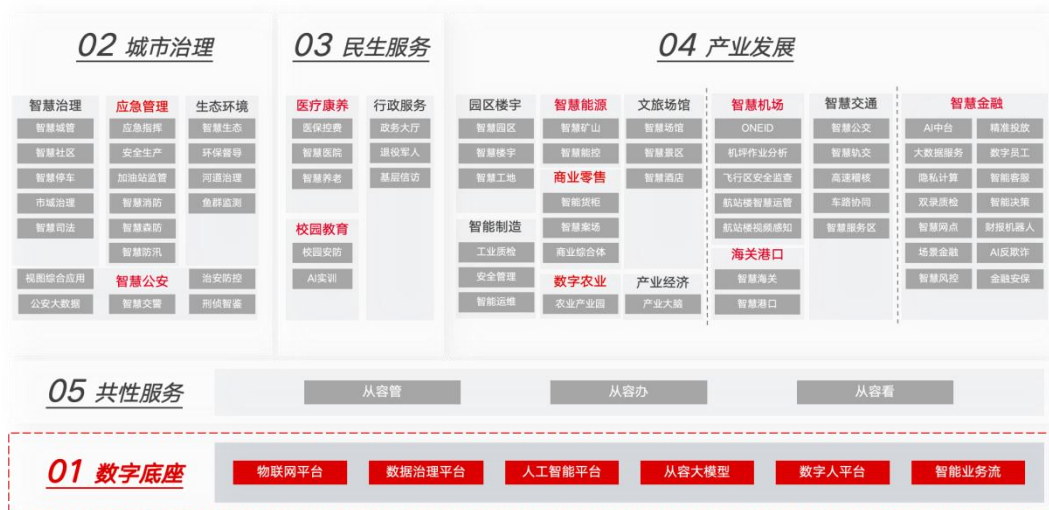 02 城市治理
智慧治理
智慧城管
智慧社区
智慧停车
市域治理
智慧司法
应急管理
应急指挥
安全生产
加油站监管
智慧消防
智慧森防
智慧防汛
生态环境
智慧生态
环保督导
河道治理
鱼群监测
视图综合应用
公安大数据
智慧公安
智慧交警
治安防控
刑侦智鉴
03 民生服务
医疗康养
医保控费
智慧医院
智慧养老
校园教育
校园安防
AI实训
行政服务
政务大厅
退役军人
基层信访
04 产业发展
园区楼宇
智慧园区
智慧楼宇
智慧工地
智能制造
工业质检
安全管理
智能运维
智慧能源
智慧矿山
智慧能控
商业零售
智能货柜
智慧案场
商业综合体
数字农业
农业产业园
文旅场馆
智慧场馆
智慧景区
智慧酒店
产业经济
产业大脑
智慧机场
ONEID
机坪作业分析
飞行区安全监查
航站楼智慧运管
航站楼视频感知
海关港口
智慧海关
智慧港口
智慧交通
智慧公交
智慧轨交
高速稽核
车路协同
智慧服务区
智慧金融
AI中台
精准投放
大数据服务
数字员工
隐私计算
智能客服
双录质检
智能决策
智慧网点
财报机器人
场景金融
AI反欺诈
智慧风控
金融安保
05 共性服务
从容管
从容办
从容看
01 数字底座
物联网平台
数据治理平台
人工智能平台
从容大模型
数字人平台
智能业务流